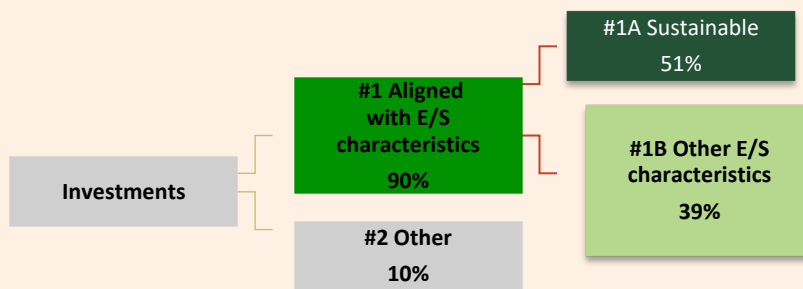 Investments
#1 Aligned
with E/S
characteristics
90%
#2 Other
10%
#1A Sustainable
51%
#1B Other E/S
characteristics
39%